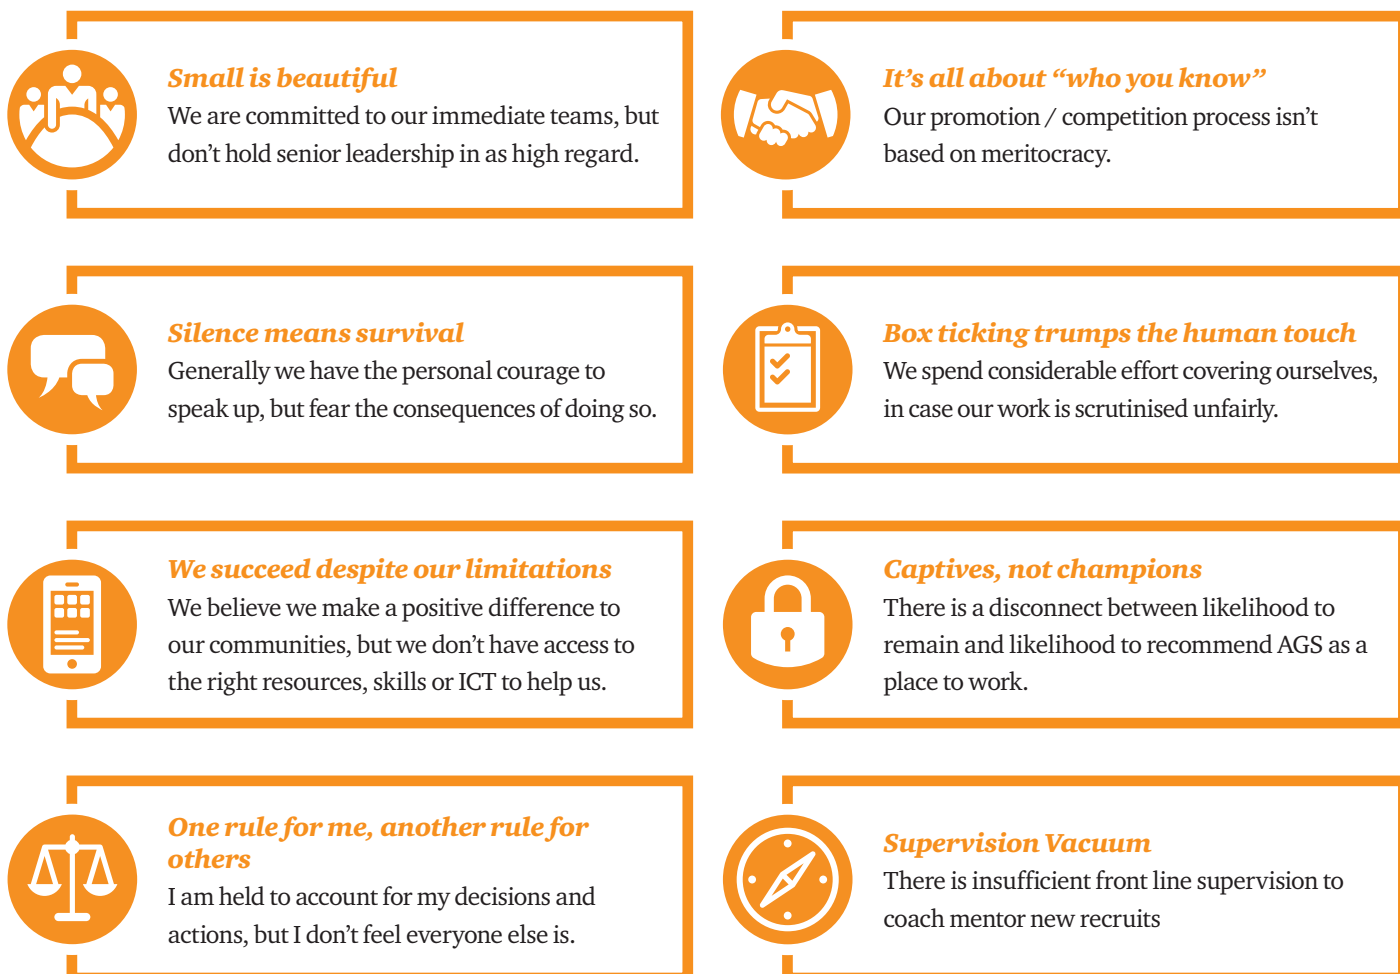 Small is beautiful
We are committed to our immediate teams, but
don’t hold senior leadership in as high regard.
It’s all about “who you know”
Our promotion / competition process isn’t
based on meritocracy.
Silence means survival
Generally we have the personal courage to
speak up, but fear the consequences of doing so.
Box ticking trumps the human touch
We spend considerable effort covering ourselves,
in case our work is scrutinised unfairly.
We succeed despite our limitations
We believe we make a positive difference to
our communities, but we don’t have access to
the right resources, skills or ICT to help us.
Captives, not champions
There is a disconnect between likelihood to
remain and likelihood to recommend AGS as a
place to work.
One rule for me, another rule for
others
I am held to account for my decisions and
actions, but I don’t feel everyone else is.
Supervision Vacuum
There is insufficient front line supervision to
coach mentor new recruits